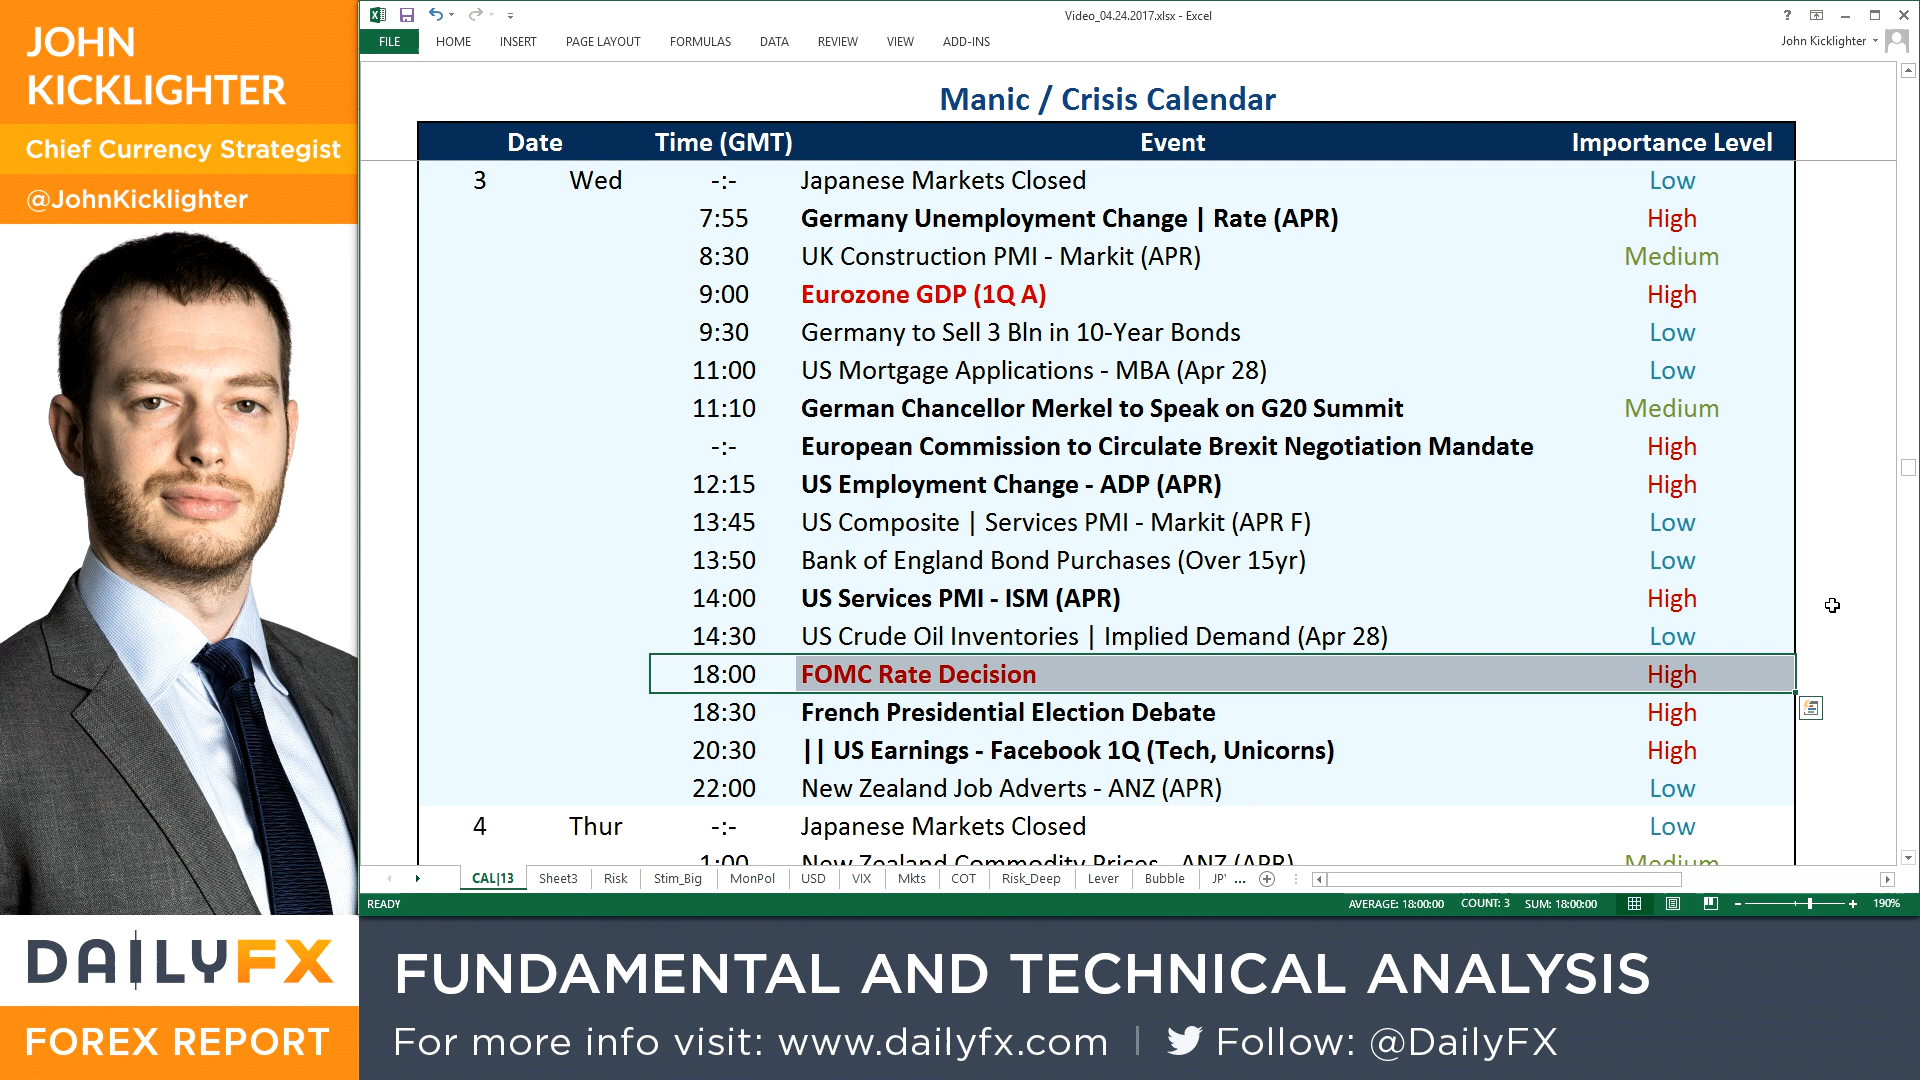 JOHN
KICKLIGHTER
Chief Currency Strategist
@JohnKicklighter
Video_04.24.2017.xlsx - Excel
?
FILE HOME INSERT PAGE LAYOUT FORMULAS DATA REVIEW VIEW ADD-INS
John Kicklighter
Manic / Crisis Calendar
Date Time (GMT) Event Importance Level
3 Wed -:- Japanese Markets Closed Low
7:55 Germany Unemployment Change | Rate (APR) High
8:30 UK Construction PMI - Markit (APR) Medium
9:00 Eurozone GDP (1Q A) High
9:30 Germany to Sell 3 Bln in 10-Year Bonds Low
11:00 US Mortgage Applications - MBA (Apr 28) Low
11:10 German Chancellor Merkel to Speak on G20 Summit Medium
-:- European Commission to Circulate Brexit Negotiation Mandate High
12:15 US Employment Change - ADP (APR) High
13:45 US Composite | Services PMI - Markit (APR F) Low
13:50 Bank of England Bond Purchases (Over 15yr) Low
14:00 US Services PMI - ISM (APR) High
14:30 US Crude Oil Inventories | Implied Demand (Apr 28) Low
18:00 FOMC Rate Decision High
18:30 French Presidential Election Debate High
20:30 || US Earnings - Facebook 1Q (Tech, Unicorns) High
22:00 New Zealand Job Adverts - ANZ (APR) Low
4 Thur -:- Japanese Markets Closed Low
1:00 New Zealand Commodity Prices - ANZ (APR) Medium
CAL|13 Sheet3 Risk Stim_Big MonPol USD VIX Mkts COT Risk_Deep Lever Bubble JP' ...
READY AVERAGE: 18:00:00 COUNT: 3 SUM: 18:00:00 190%
DAILYFX
FOREX REPORT
FUNDAMENTAL AND TECHNICAL ANALYSIS
For more info visit: www.dailyfx.com | Follow: @DailyFX